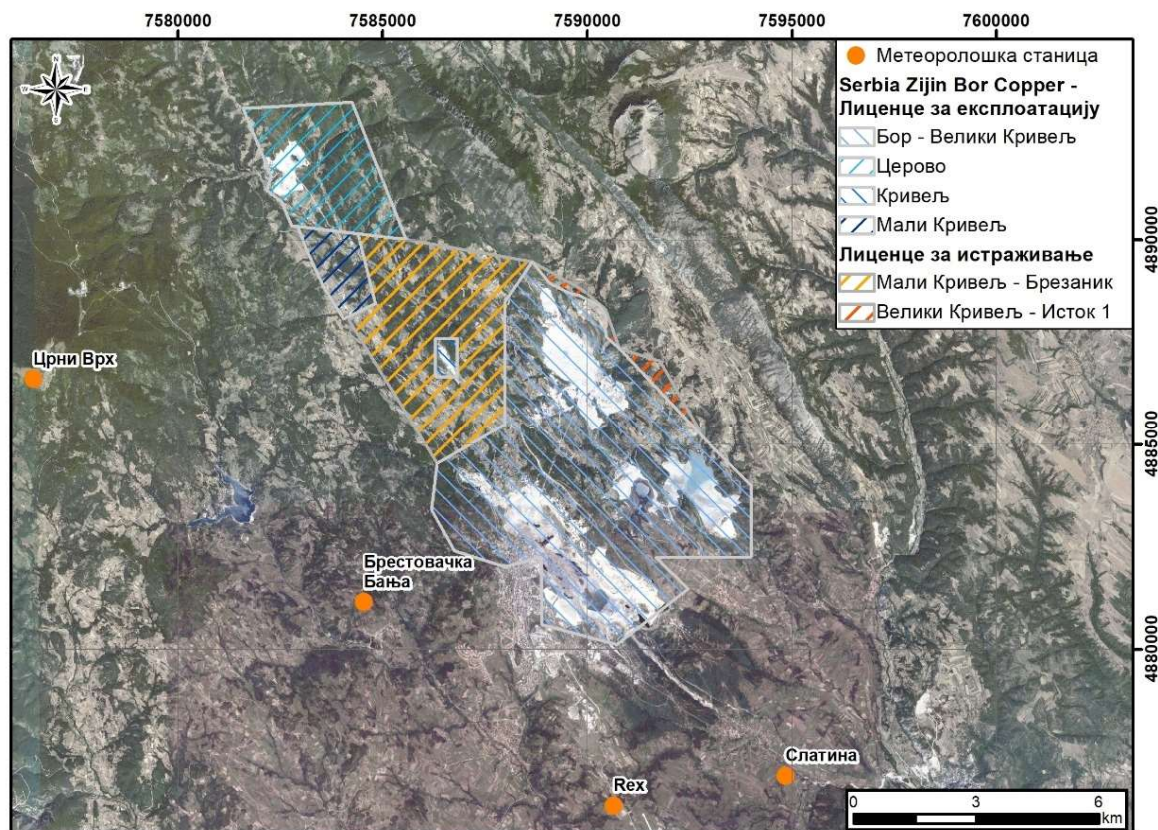 7580000
7585000
7590000
7595000
7600000
N
W
E
S
Метеоролошка станица
Serbia Zijin Bor Copper -
Лиценце за експлоатацију
Бор - Велики Кривељ
Церово
Кривељ
Мали Кривељ
Лиценце за истраживање
Мали Кривељ - Брезаник
Велики Кривељ - Исток 1
4890000
Црни Врх
4885000
Брестовачка
Бања
4880000
Слатина
Rex
0
3
6
km